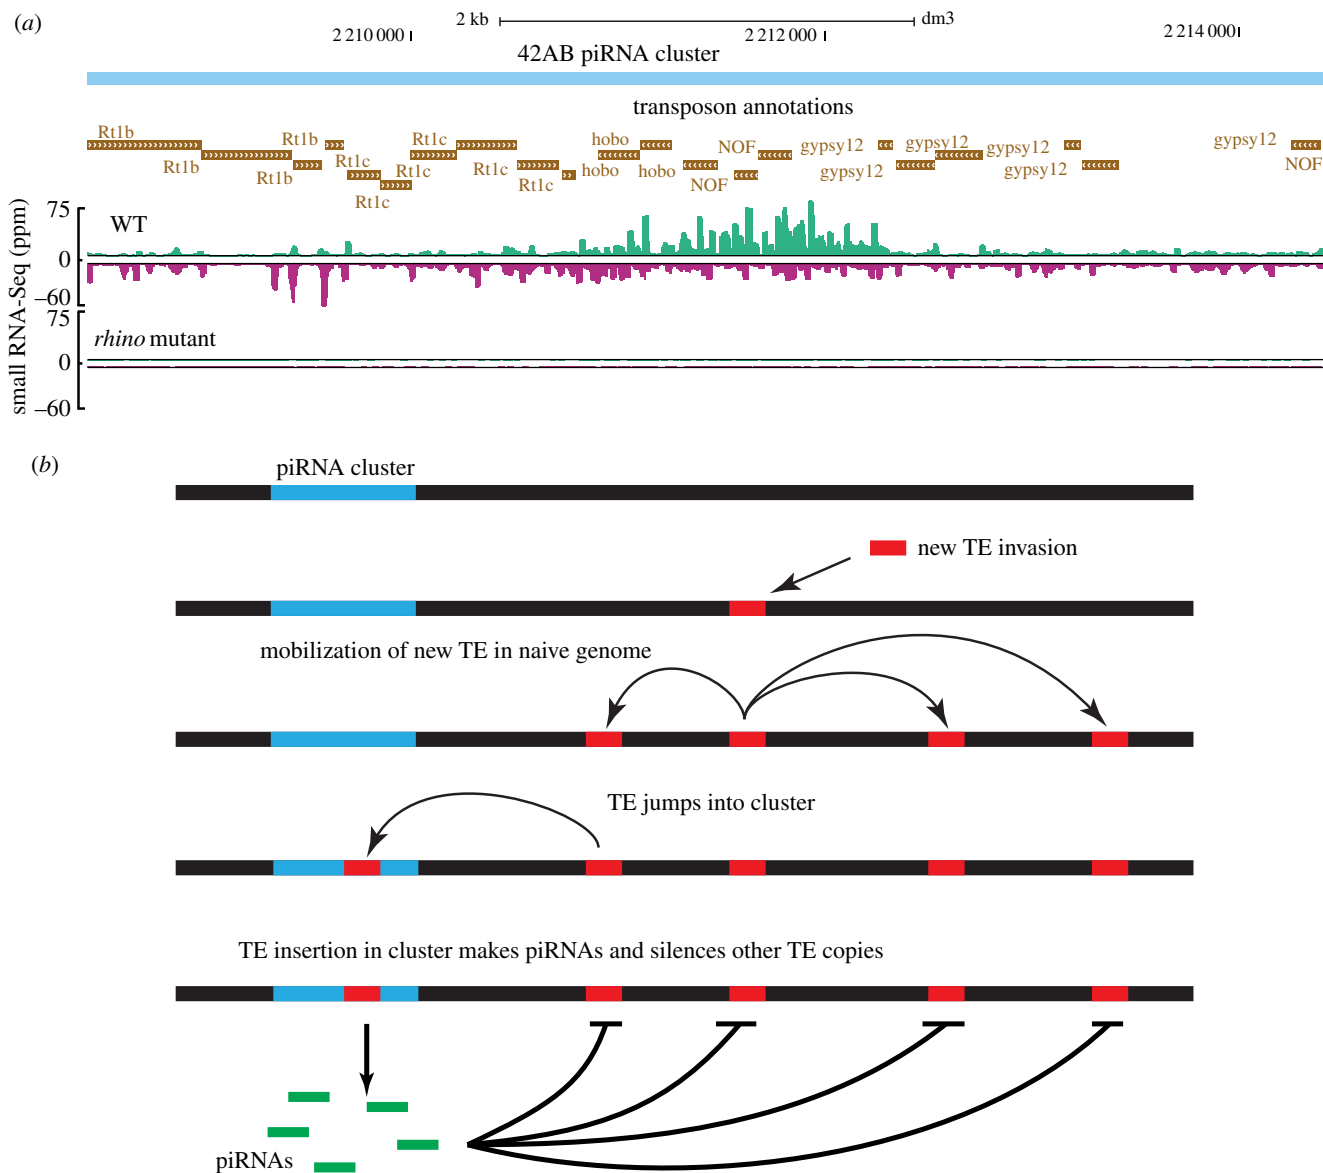 (a)
2 kb
dm3
2 210 000
2 212 000
2 214 000
42AB piRNA cluster
transposon annotations
Rt1b
Rt1b
Rt1b
Rt1b
Rt1c
Rt1c
Rt1c
Rt1c
Rt1c
Rt1c
hobo
hobo
hobo
NOF
NOF
gypsy12
gypsy12
gypsy12
gypsy12
gypsy12
gypsy12
NOF
small RNA-Seq (ppm)
75
WT
0
–60
75
rhino mutant
0
–60
(b)
piRNA cluster
new TE invasion
mobilization of new TE in naive genome
TE jumps into cluster
TE insertion in cluster makes piRNAs and silences other TE copies
piRNAs